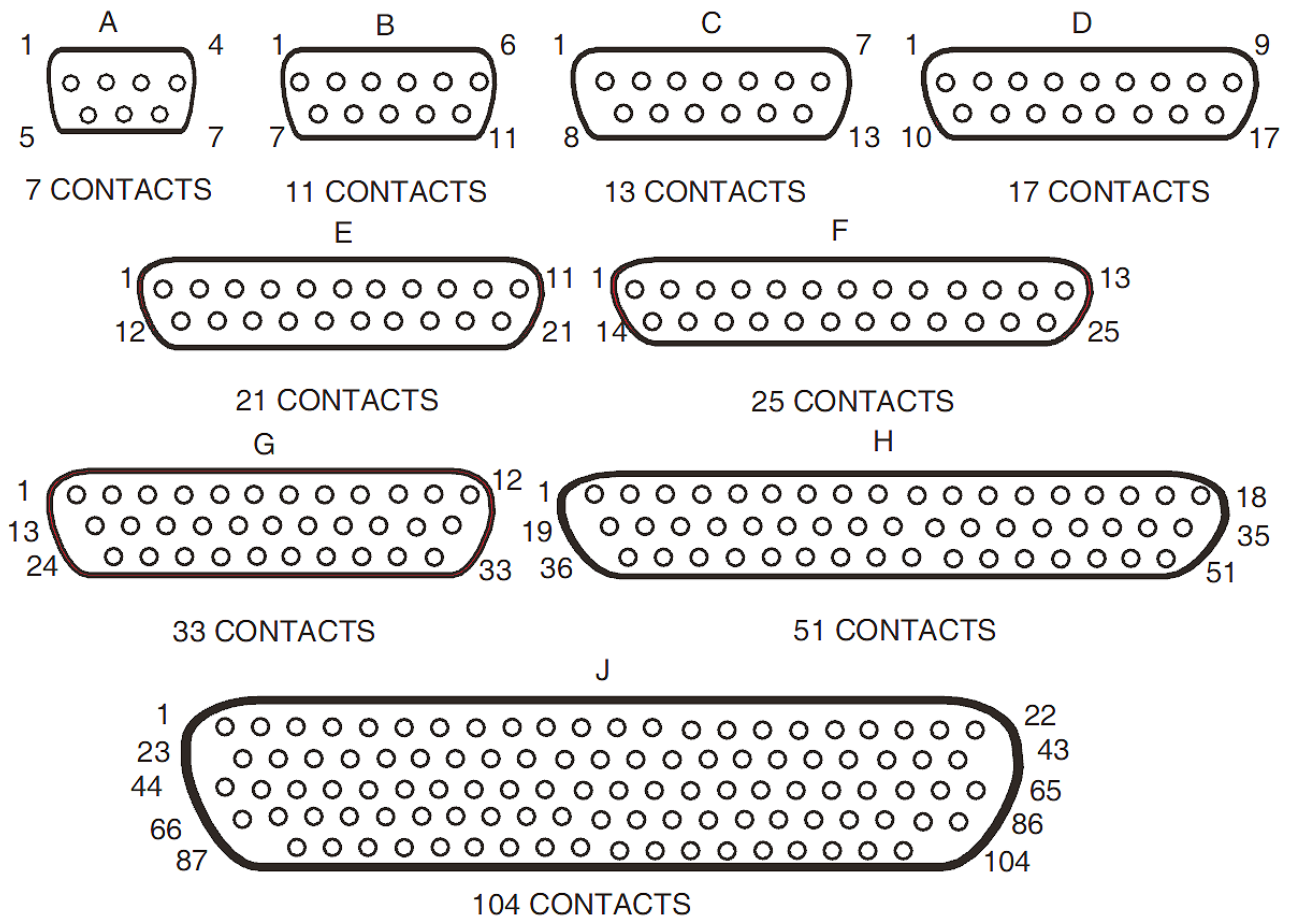 A B C D
1 4 1 6 1 7 1 9
5 7 7 11 8 13 10 17
7 CONTACTS 11 CONTACTS 13 CONTACTS 17 CONTACTS
E F
1 11 1 13
12 21 14 25
21 CONTACTS 25 CONTACTS
G H
1 12 1 18
13 19 35
24 33 36 51
33 CONTACTS 51 CONTACTS
J
1 22
23 43
44 65
66 86
87 104
104 CONTACTS